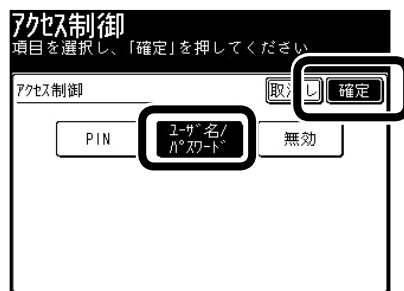 ｱｸｾｽ制御
項目を選択し、「確定」を押してください
ｱｸｾｽ制御
取消し
確定
PIN
ﾕｰｻﾞ名/
ﾊﾟｽﾜｰﾄﾞ
無効